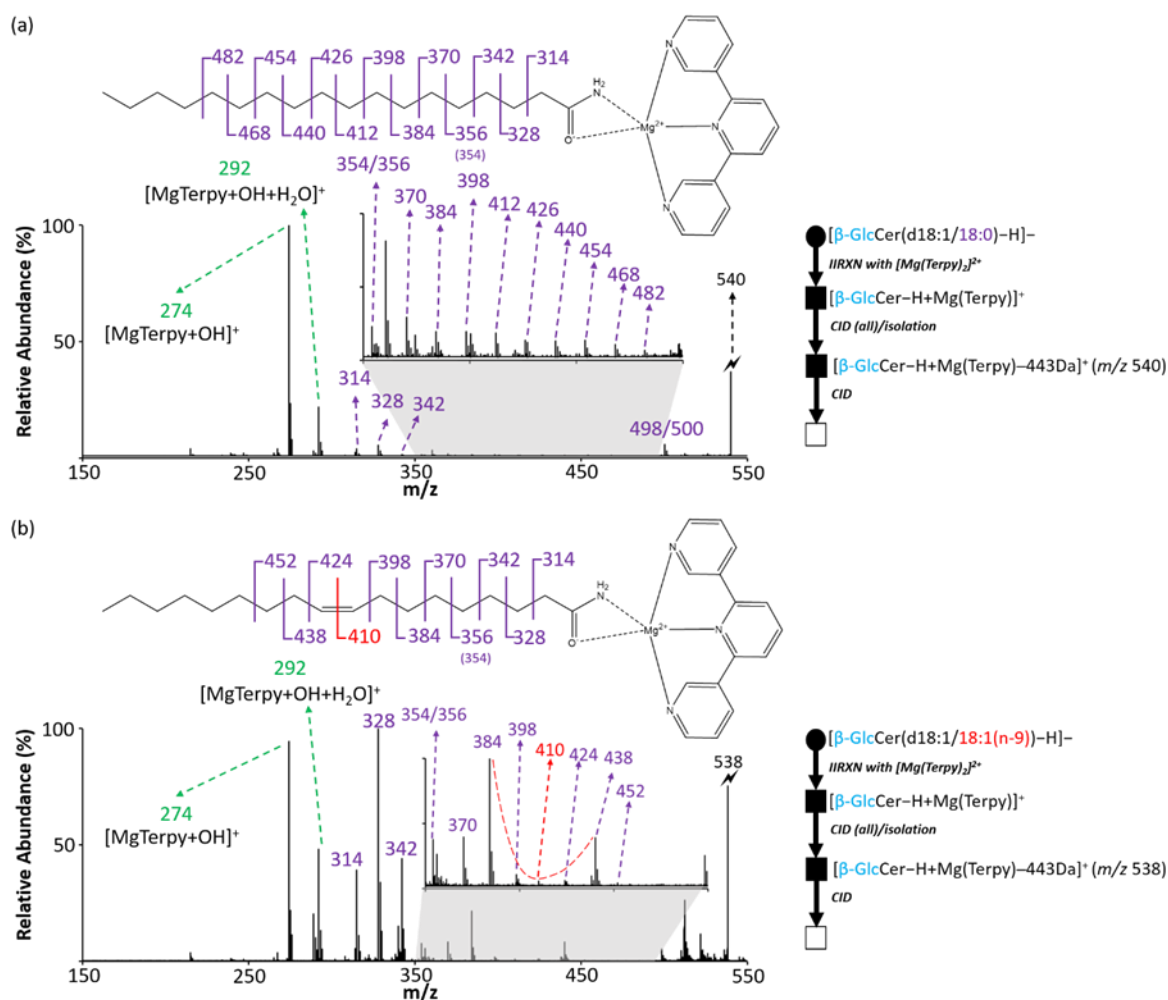 (a)
482 454 426 398 370 342 314
H2
N
O
Mg2+
N
N
N
468 440 412 384 356 328
(354)
292
[MgTerpy+OH+H2O]+
274
[MgTerpy+OH]+
354/356
370
384
398
412
426
440
454
468
482
540
314
328
342
498/500
Relative Abundance (%)
100
50
150 250 350 450 550
m/z
[β-GlcCer(d18:1/18:0)−H]−
IIRXN with [Mg(Terpy)2]2+
[β-GlcCer−H+Mg(Terpy)]+
CID (all)/isolation
[β-GlcCer−H+Mg(Terpy)−443Da]+ (m/z 540)
CID
(b)
452 424 398 370 342 314
H2
N
O
Mg2+
N
N
N
438 410 384 356 328
(354)
292
[MgTerpy+OH+H2O]+
274
[MgTerpy+OH]+
314
328
342
354/356
370
384
398
410
424
438
452
538
Relative Abundance (%)
100
50
150 250 350 450 550
m/z
[β-GlcCer(d18:1/18:1(n-9))−H]−
IIRXN with [Mg(Terpy)2]2+
[β-GlcCer−H+Mg(Terpy)]+
CID (all)/isolation
[β-GlcCer−H+Mg(Terpy)−443Da]+ (m/z 538)
CID